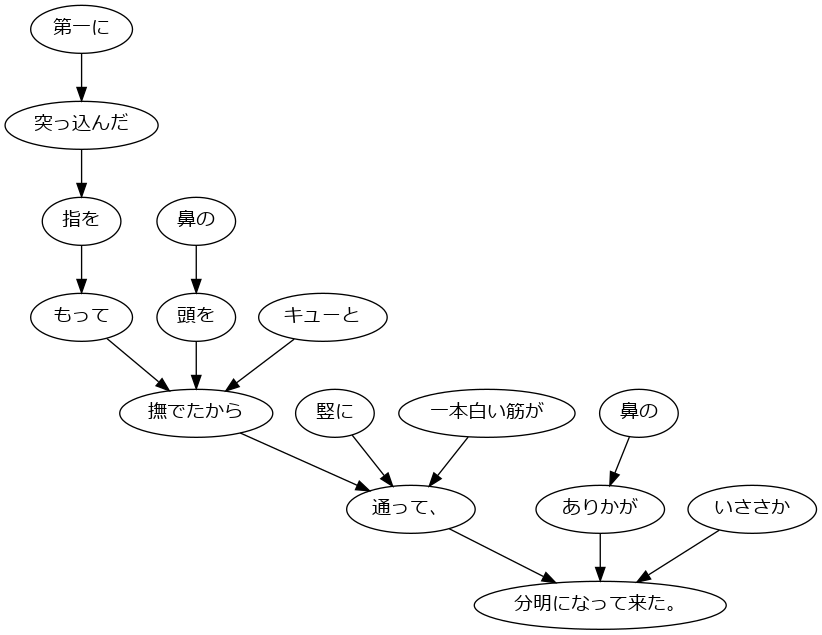 第一に
突っ込んだ
指を
鼻の
もって
頭を
キューと
撫でたから
竪に
一本白い筋が
鼻の
通って、
ありかが
いささか
分明になって来た。